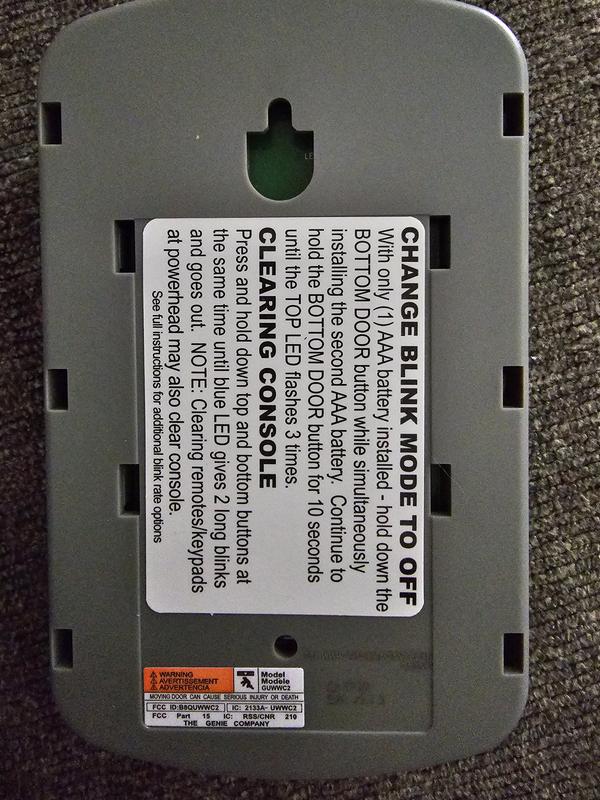 LE
CHANGE BLINK MODE TO OFF
With only (1) AAA battery installed - hold down the
BOTTOM DOOR button while simultaneously
installing the second AAA battery. Continue to
hold the BOTTOM DOOR button for 10 seconds
until the TOP LED flashes 3 times.
CLEARING CONSOLE
Press and hold down top and bottom buttons at
the same time until blue LED gives 2 long blinks
and goes out. NOTE: Clearing remotes/keypads
at powerhead may also clear console.
See full instructions for additional blink rate options
WARNING
AVERTISSEMENT
ADVERTENCIA
Model
Modèle
GUWWC2
MOVING DOOR CAN CAUSE SERIOUS INJURY OR DEATH
FCC ID:B8QUWWC2 IC: 2133A- UWWC2
FCC Part 15 IC: RSS/CNR 210
THE GENIE COMPANY